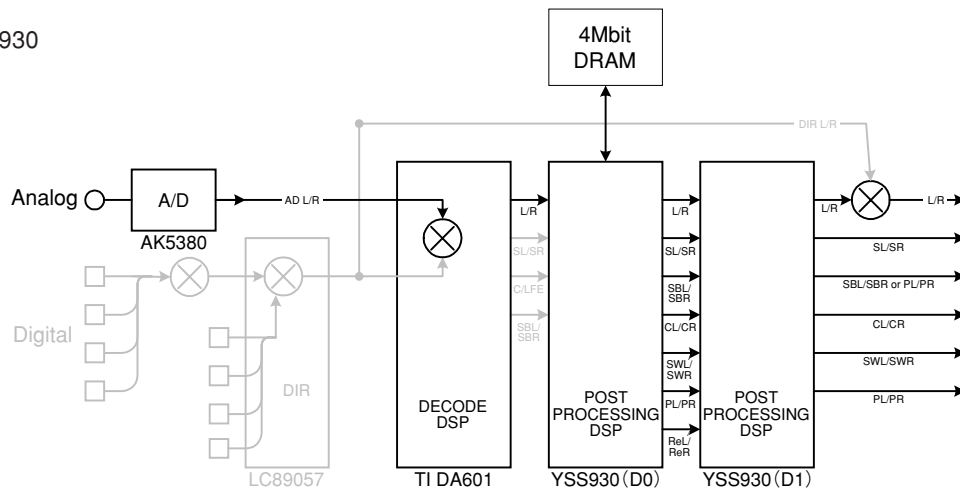 930
4Mbit
DRAM
DIR L/R
Analog
A/D
AD L/R
AK5380
L/R
L/R
L/R
L/R
SL/SR
SL/SR
SL/SR
C/LFE
SBL/
SBR
SBL/SBR or PL/PR
SBL/
SBR
CL/CR
CL/CR
SWL/
SWR
SWL/SWR
PL/PR
PL/PR
ReL/
ReR
Digital
DIR
LC89057
DECODE
DSP
TI DA601
POST
PROCESSING
DSP
YSS930(D0)
POST
PROCESSING
DSP
YSS930(D1)